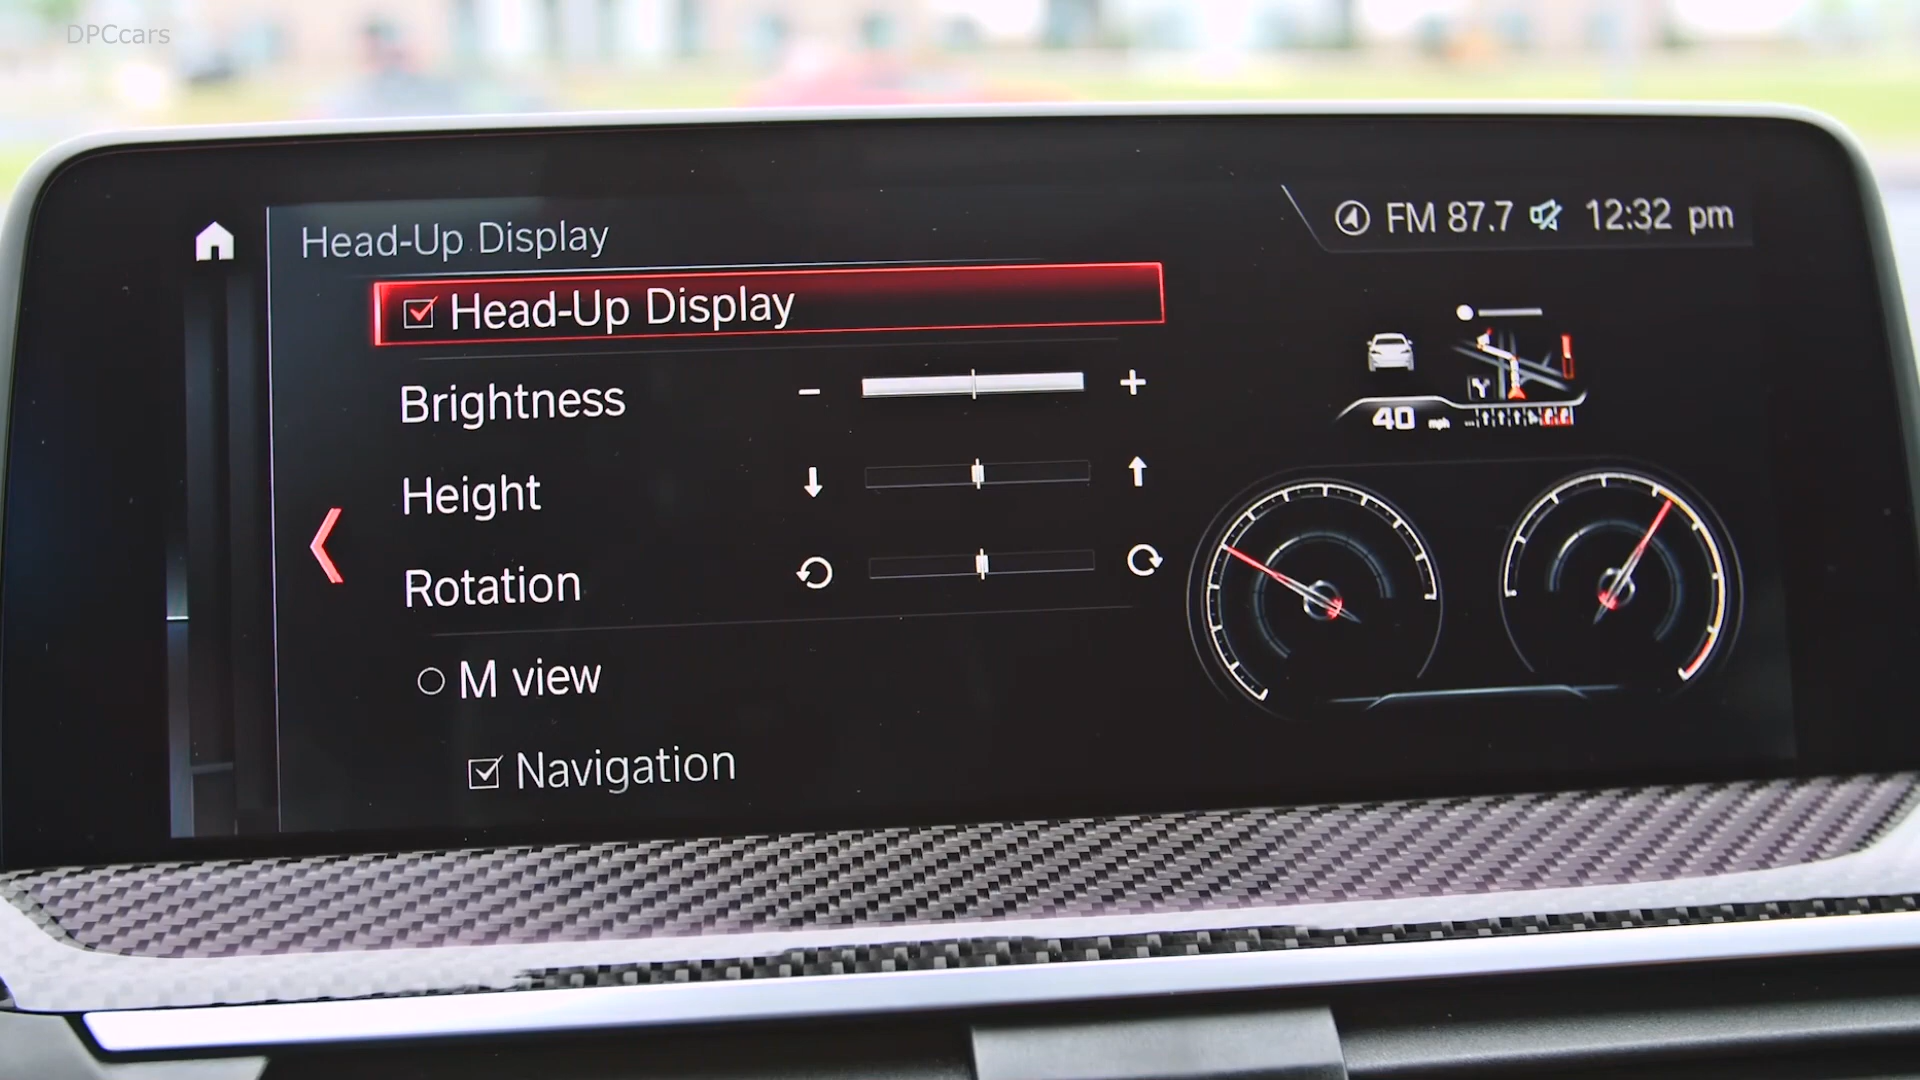 DPCcars
Head-Up Display
FM 87.7 12:32 pm
Head-Up Display
Brightness - +
Height
Rotation
M view
Navigation
40 mph